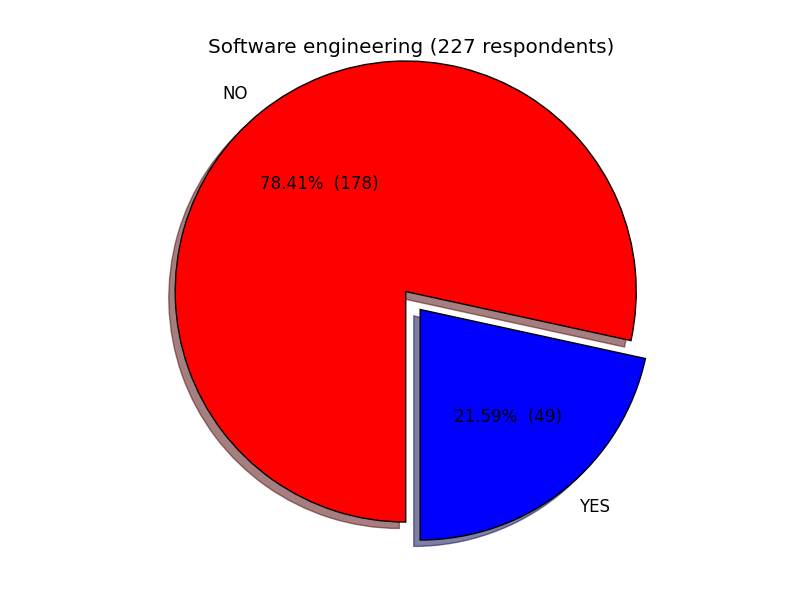 Software engineering (227 respondents)
NO
78.41%  (178)
21.59%  (49)
YES